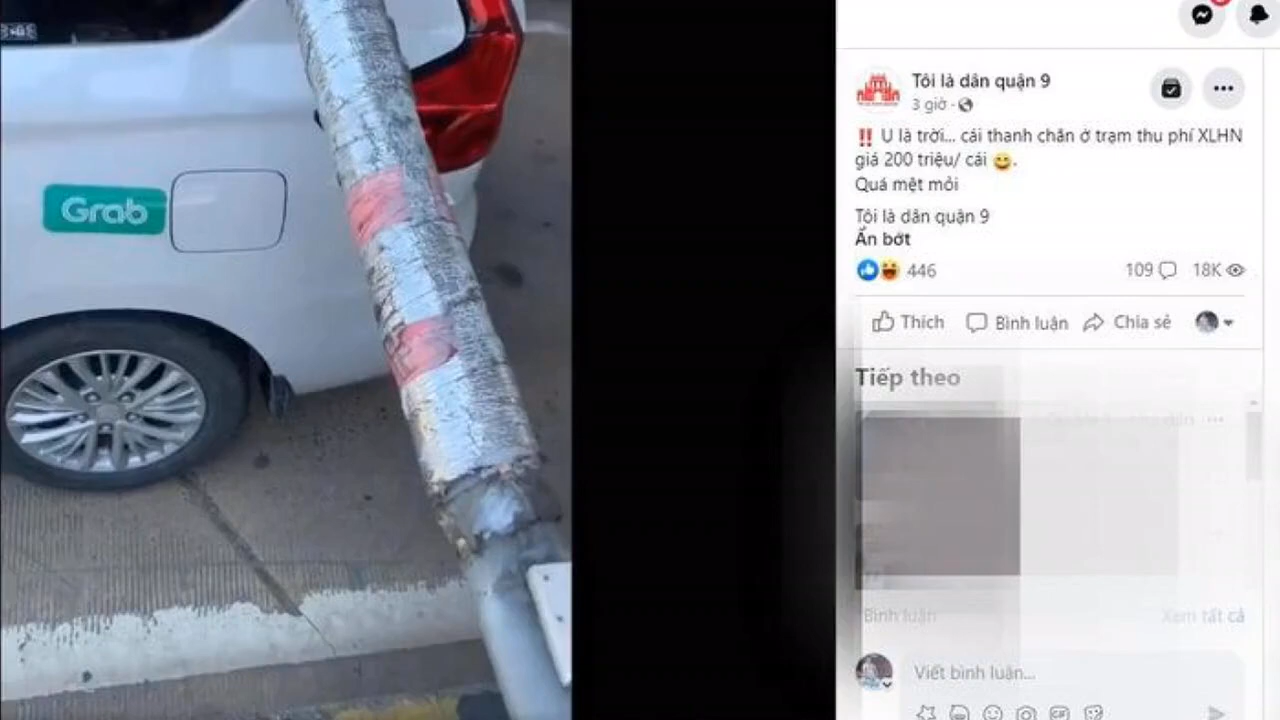 Grab
Tôi là dân quận 9
3 giờ ·
‼ U là trời... cái thanh chắn ở trạm thu phí XLHN
giá 200 triệu/ cái 😄.
Quá mệt mỏi
Tôi là dân quận 9
Ẩn bớt
446 109 18K
Thích Bình luận Chia sẻ
Tiếp theo
Bình luận Xem tất cả
Viết bình luận...